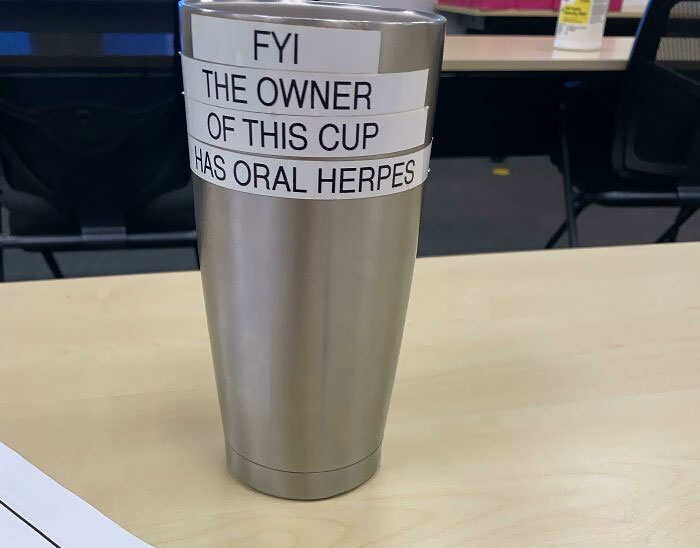 FYI
THE OWNER
OF THIS CUP
HAS ORAL HERPES